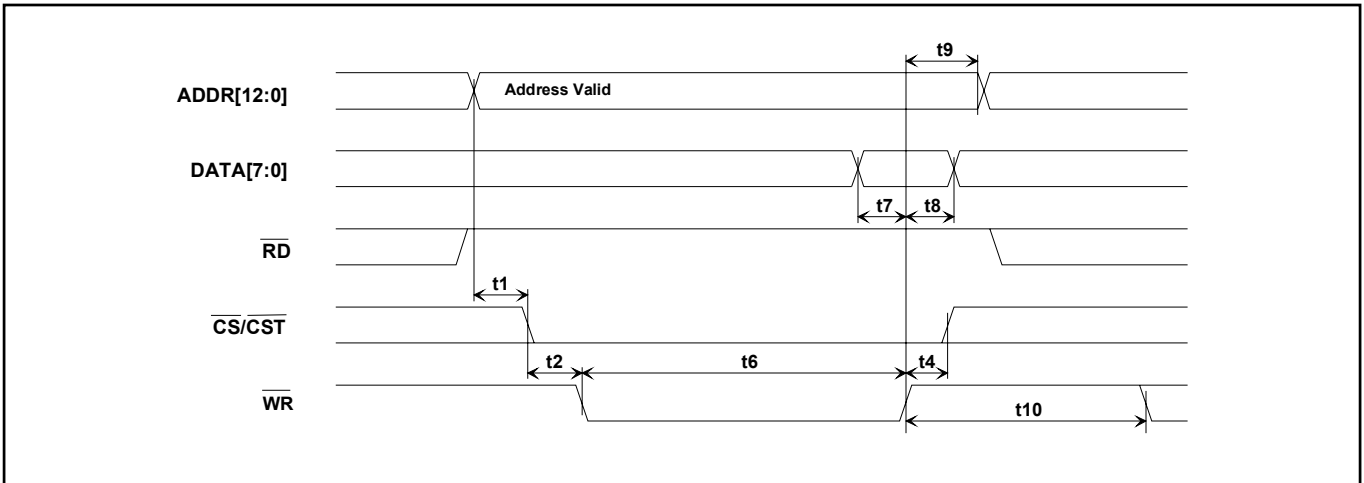 t9
ADDR[12:0]
Address Valid
DATA[7:0]
t7
t8
RD
t1
CS/CST
t2
t6
t4
WR
t10